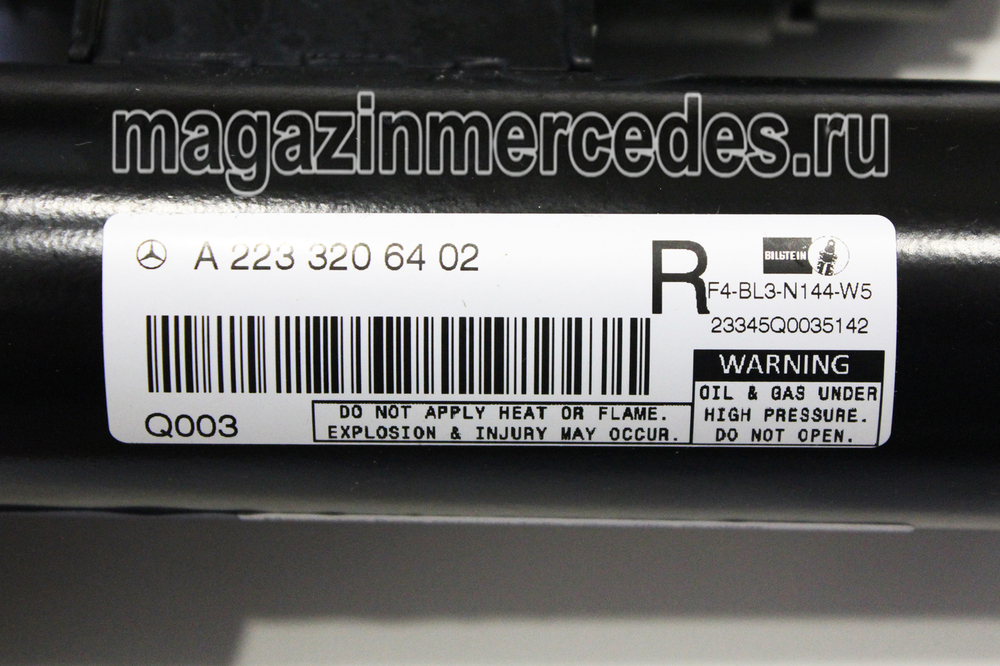 magazinmercedes.ru
A 223 320 64 02
R
BILSTEIN
F4-BL3-N144-W5
23345Q0035142
WARNING
OIL & GAS UNDER
HIGH PRESSURE.
DO NOT OPEN.
Q003
DO NOT APPLY HEAT OR FLAME.
EXPLOSION & INJURY MAY OCCUR.